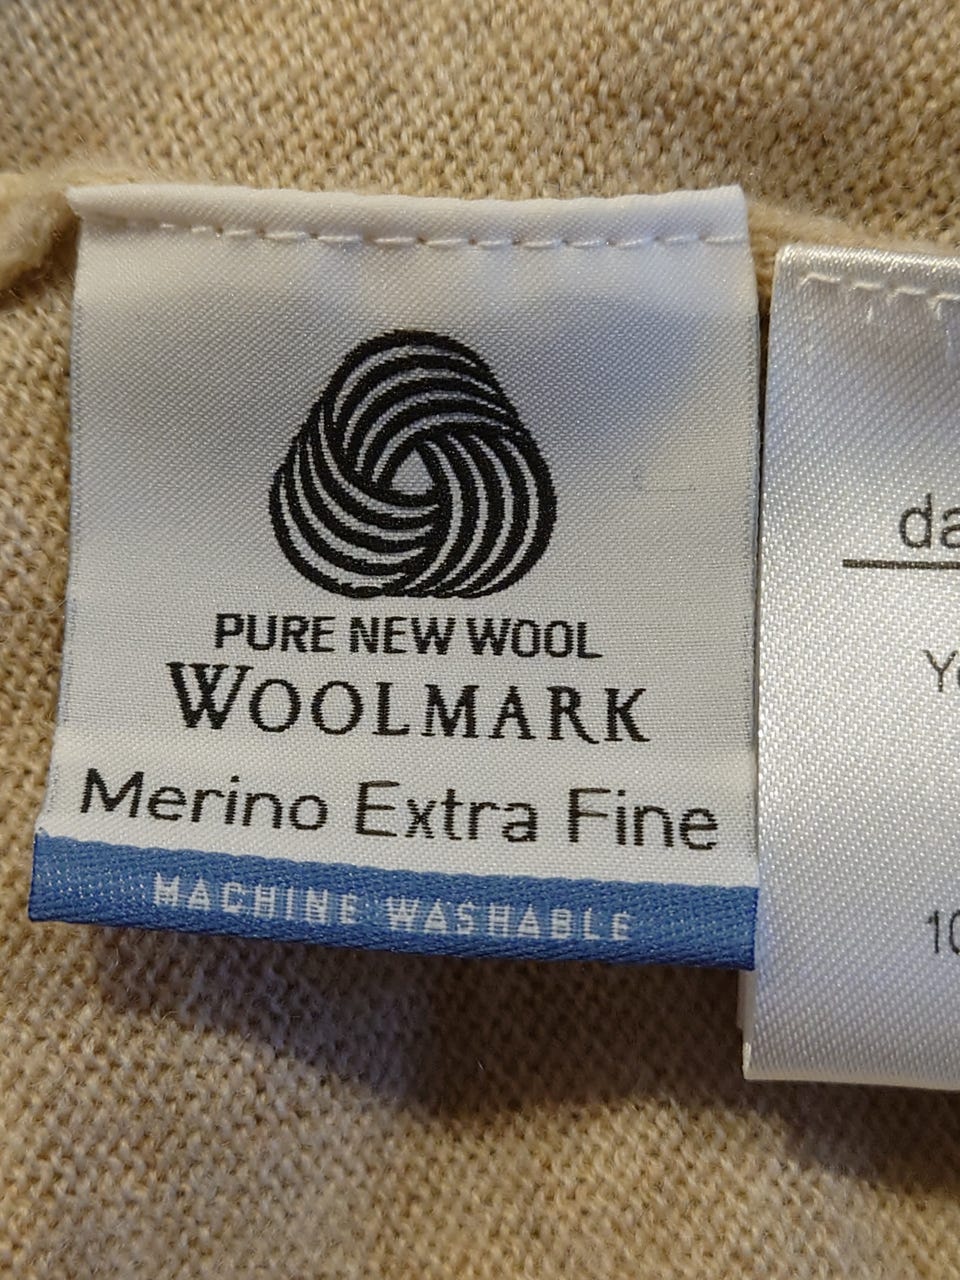 PURE NEW WOOL
WOOLMARK
Merino Extra Fine
MACHINE WASHABLE